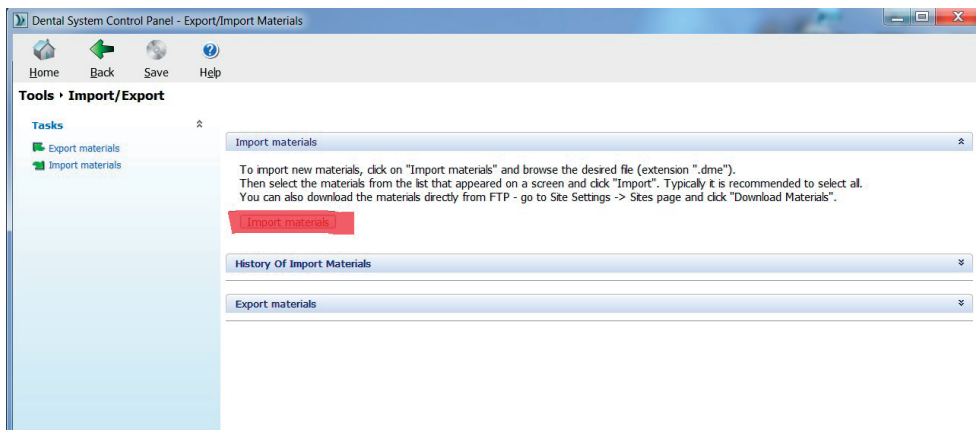 Dental System Control Panel - Export/Import Materials
Home Back Save Help
Tools › Import/Export
Tasks
Export materials
Import materials
Import materials
To import new materials, click on "Import materials" and browse the desired file (extension ".dme").
Then select the materials from the list that appeared on a screen and click "Import". Typically it is recommended to select all.
You can also download the materials directly from FTP - go to Site Settings -> Sites page and click "Download Materials".
Import materials
History Of Import Materials
Export materials